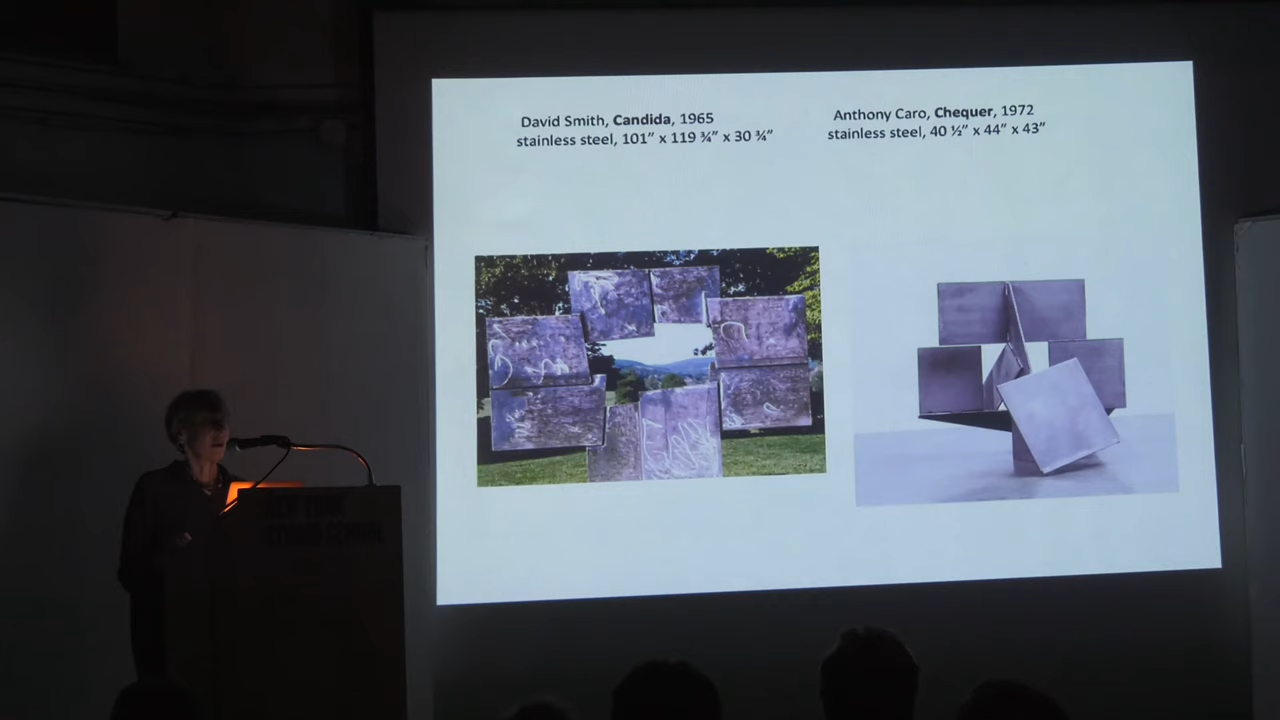 David Smith, Candida, 1965
stainless steel, 101” x 119 ¾” x 30 ¾”
Anthony Caro, Chequer, 1972
stainless steel, 40 ½” x 44” x 43”
NEW YORK
STUDIO SCHOOL